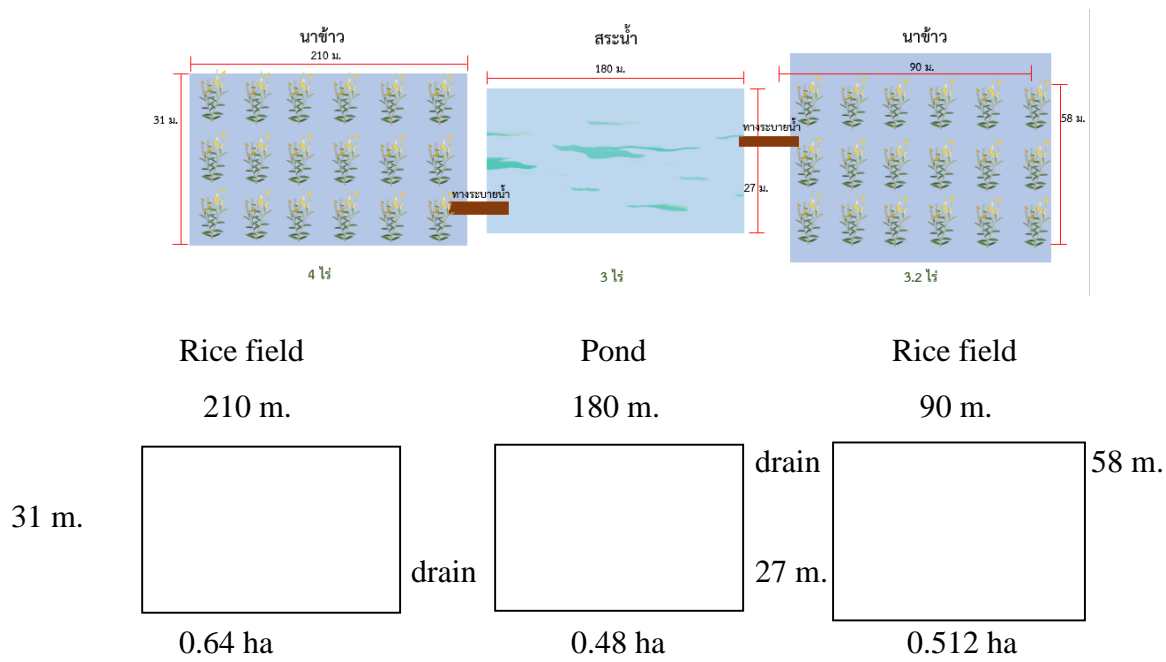 นาข้าว
สระน้ำ
นาข้าว
210 ม.
180 ม.
90 ม.
31 ม.
ทางระบายน้ำ
58 ม.
ทางระบายน้ำ
27 ม.
4 ไร่
3 ไร่
3.2 ไร่
Rice field
Pond
Rice field
210 m.
180 m.
90 m.
drain
58 m.
31 m.
drain
27 m.
0.64 ha
0.48 ha
0.512 ha